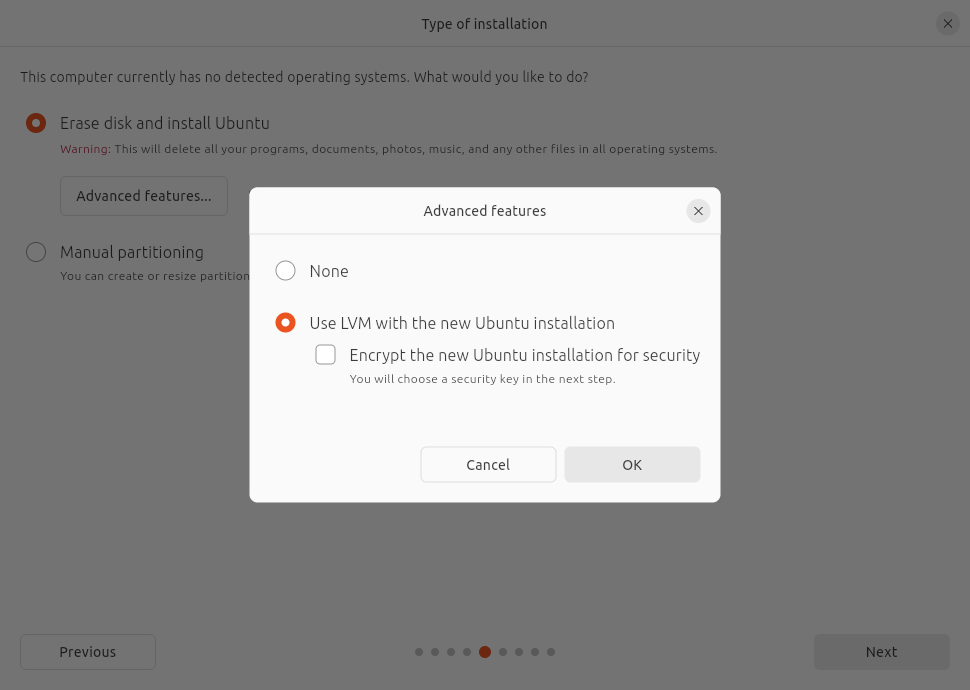 Type of installation
This computer currently has no detected operating systems. What would you like to do?
Erase disk and install Ubuntu
Warning: This will delete all your programs, documents, photos, music, and any other files in all operating systems.
Advanced features...
Manual partitioning
You can create or resize partition
Advanced features
None
Use LVM with the new Ubuntu installation
Encrypt the new Ubuntu installation for security
You will choose a security key in the next step.
Cancel
OK
Previous
Next